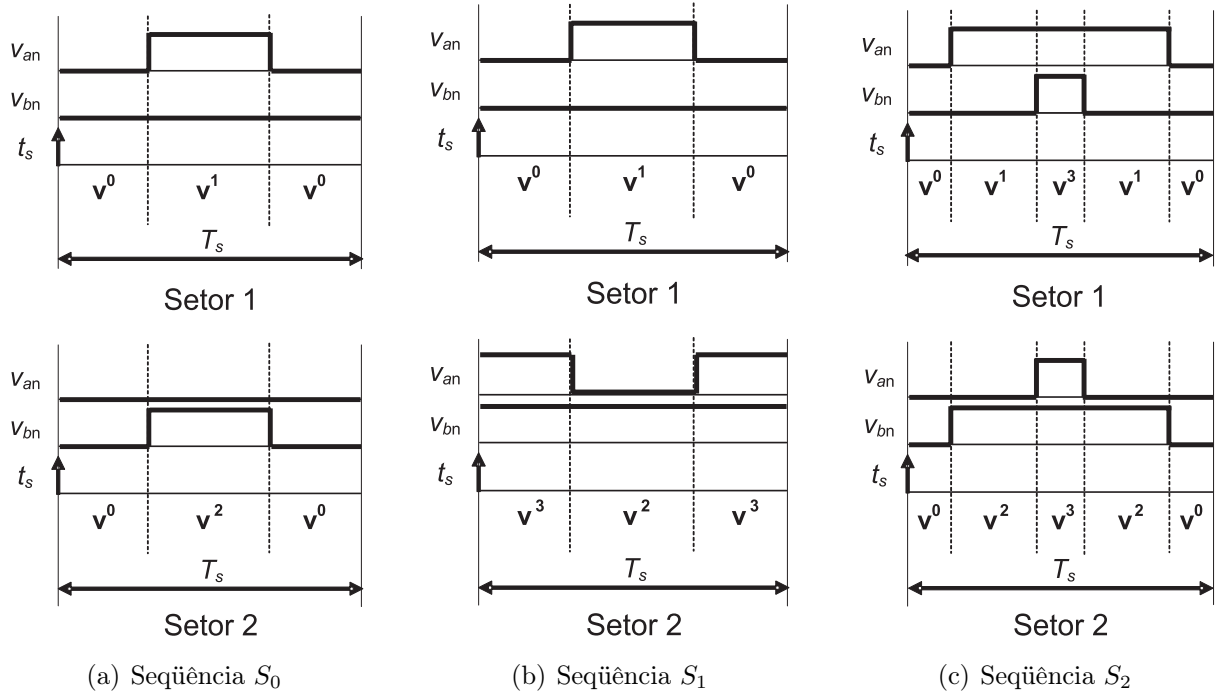 v_an
v_bn
t_s
v^0 v^1 v^0
T_s
Setor 1
v_an
v_bn
t_s
v^0 v^1 v^0
T_s
Setor 1
v_an
v_bn
t_s
v^0 v^1 v^3 v^1 v^0
T_s
Setor 1
v_an
v_bn
t_s
v^0 v^2 v^0
T_s
Setor 2
v_an
v_bn
t_s
v^3 v^2 v^3
T_s
Setor 2
v_an
v_bn
t_s
v^0 v^2 v^3 v^2 v^0
T_s
Setor 2
(a) Seqüência S_0
(b) Seqüência S_1
(c) Seqüência S_2